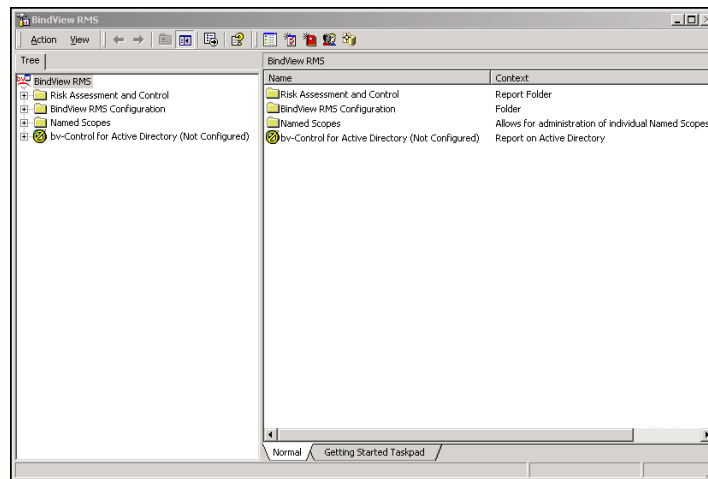 BindView RMS
Action View
Tree
BindView RMS
Risk Assessment and Control
BindView RMS Configuration
Named Scopes
bv-Control for Active Directory (Not Configured)
BindView RMS
Name Context
Risk Assessment and Control Report Folder
BindView RMS Configuration Folder
Named Scopes Allows for administration of individual Named Scopes
bv-Control for Active Directory (Not Configured) Report on Active Directory
Normal Getting Started Taskpad